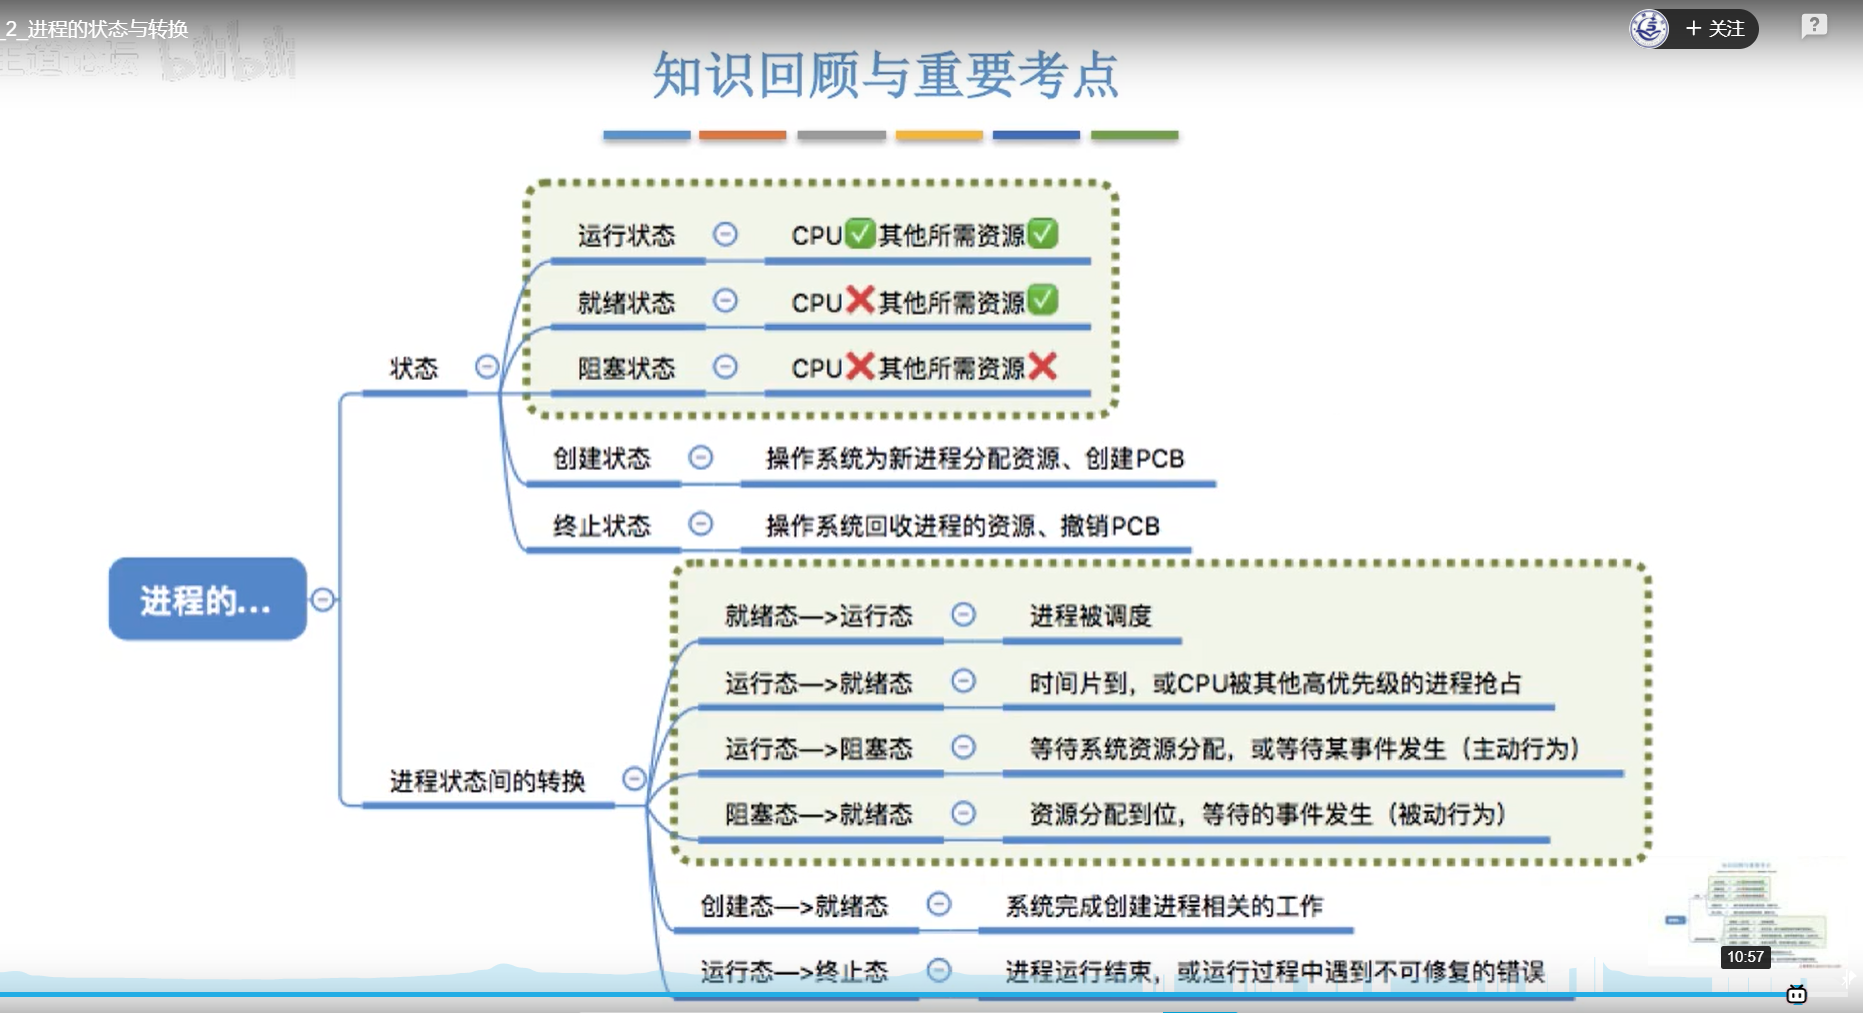 _2_进程的状态与转换
王道论坛 bilibili
+ 关注
?
知识回顾与重要考点
运行状态 CPU✅其他所需资源✅
就绪状态 CPU❌其他所需资源✅
状态
阻塞状态 CPU❌其他所需资源❌
创建状态 操作系统为新进程分配资源、创建PCB
终止状态 操作系统回收进程的资源、撤销PCB
进程的...
就绪态—>运行态 进程被调度
运行态—>就绪态 时间片到，或CPU被其他高优先级的进程抢占
运行态—>阻塞态 等待系统资源分配，或等待某事件发生（主动行为）
进程状态间的转换
阻塞态—>就绪态 资源分配到位，等待的事件发生（被动行为）
创建态—>就绪态 系统完成创建进程相关的工作
运行态—>终止态 进程运行结束，或运行过程中遇到不可修复的错误
10:57